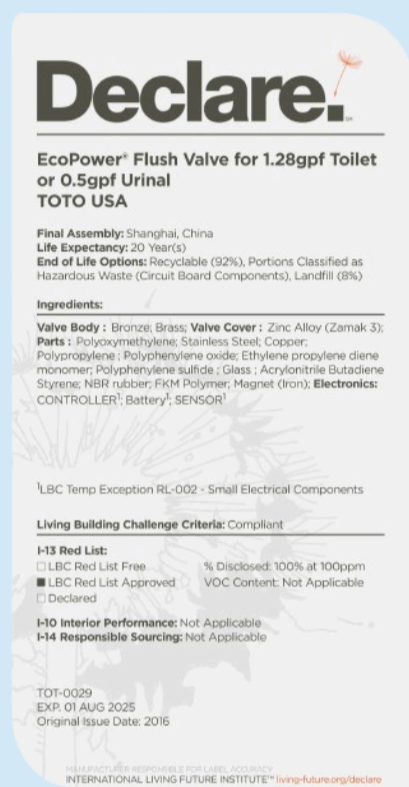 Declare.
SM
EcoPower® Flush Valve for 1.28gpf Toilet
or 0.5gpf Urinal
TOTO USA
Final Assembly: Shanghai, China
Life Expectancy: 20 Year(s)
End of Life Options: Recyclable (92%), Portions Classified as
Hazardous Waste (Circuit Board Components), Landfill (8%)
Ingredients:
Valve Body : Bronze; Brass; Valve Cover : Zinc Alloy (Zamak 3);
Parts : Polyoxymethylene; Stainless Steel; Copper;
Polypropylene ; Polyphenylene oxide; Ethylene propylene diene
monomer; Polyphenylene sulfide ; Glass ; Acrylonitrile Butadiene
Styrene; NBR rubber; FKM Polymer; Magnet (Iron); Electronics:
CONTROLLER¹; Battery¹; SENSOR¹
¹LBC Temp Exception RL-002 - Small Electrical Components
Living Building Challenge Criteria: Compliant
I-13 Red List:
☐ LBC Red List Free % Disclosed: 100% at 100ppm
■ LBC Red List Approved VOC Content: Not Applicable
☐ Declared
I-10 Interior Performance: Not Applicable
I-14 Responsible Sourcing: Not Applicable
TOT-0029
EXP. 01 AUG 2025
Original Issue Date: 2016
MANUFACTURER RESPONSIBLE FOR LABEL ACCURACY
INTERNATIONAL LIVING FUTURE INSTITUTE™ living-future.org/declare